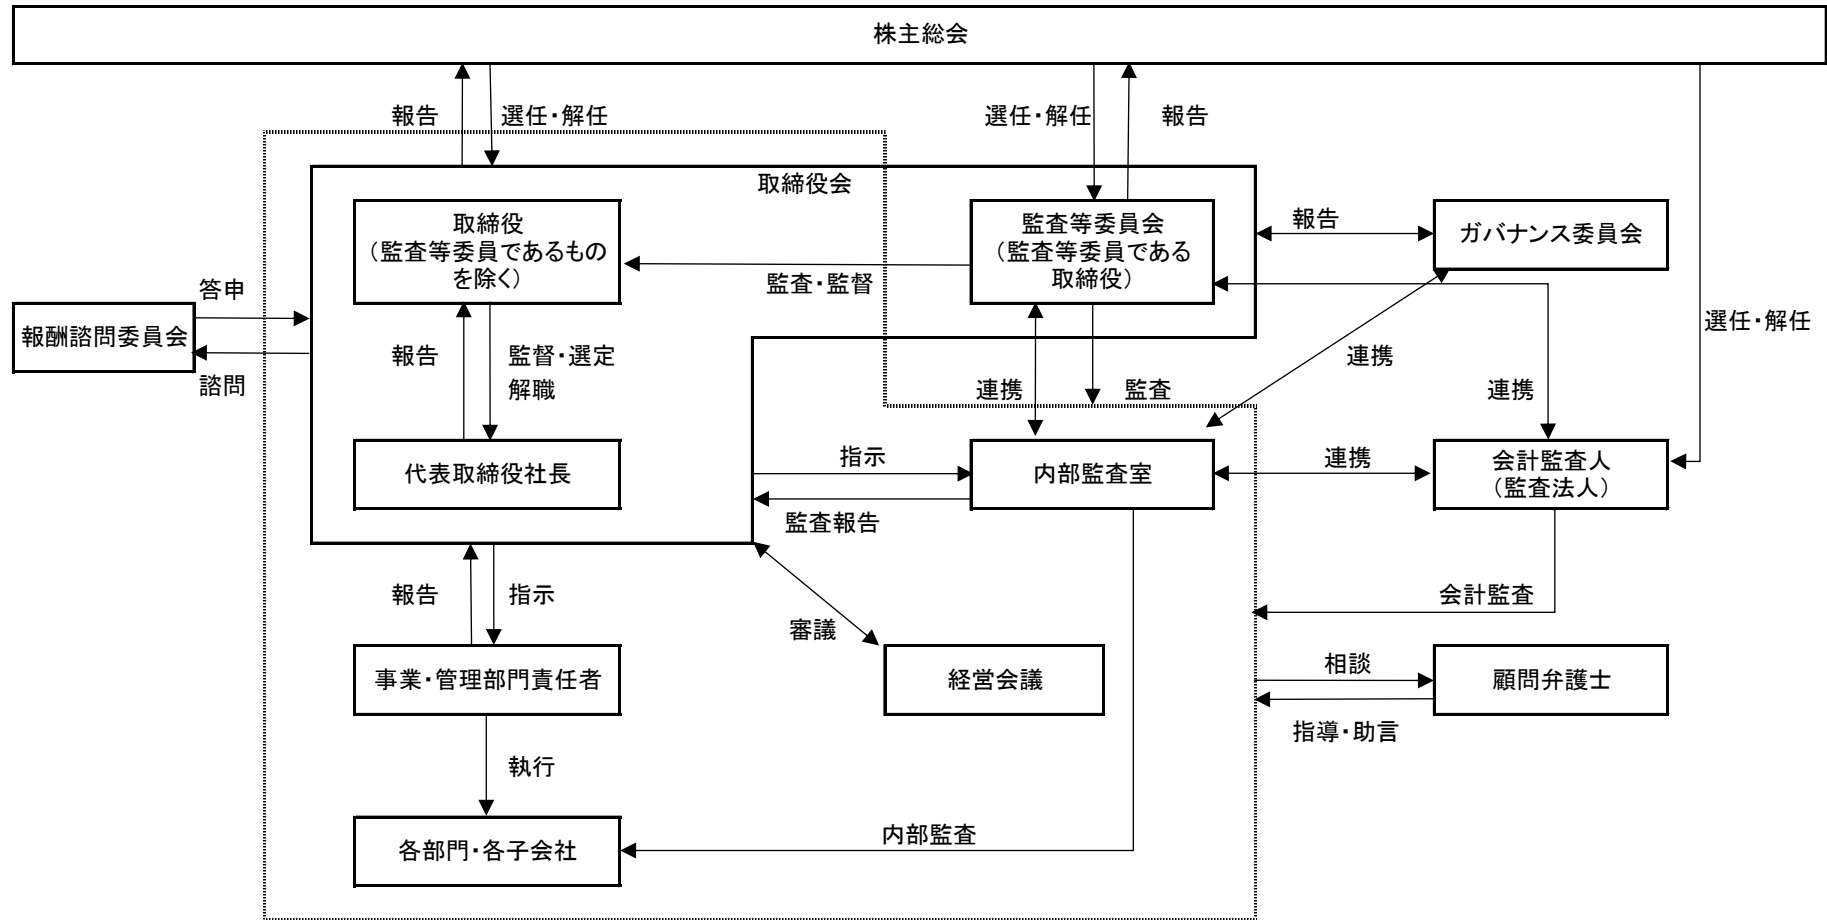 株主総会
報告
選任・解任
選任・解任
報告
取締役会
取締役
（監査等委員であるもの
を除く）
監査等委員会
（監査等委員である
取締役）
報告
ガバナンス委員会
監査・監督
答申
報酬諮問委員会
諮問
報告
監督・選定
解職
連携
監査
連携
連携
選任・解任
代表取締役社長
指示
内部監査室
連携
会計監査人
（監査法人）
監査報告
報告
指示
審議
会計監査
事業・管理部門責任者
経営会議
相談
顧問弁護士
指導・助言
執行
各部門・各子会社
内部監査